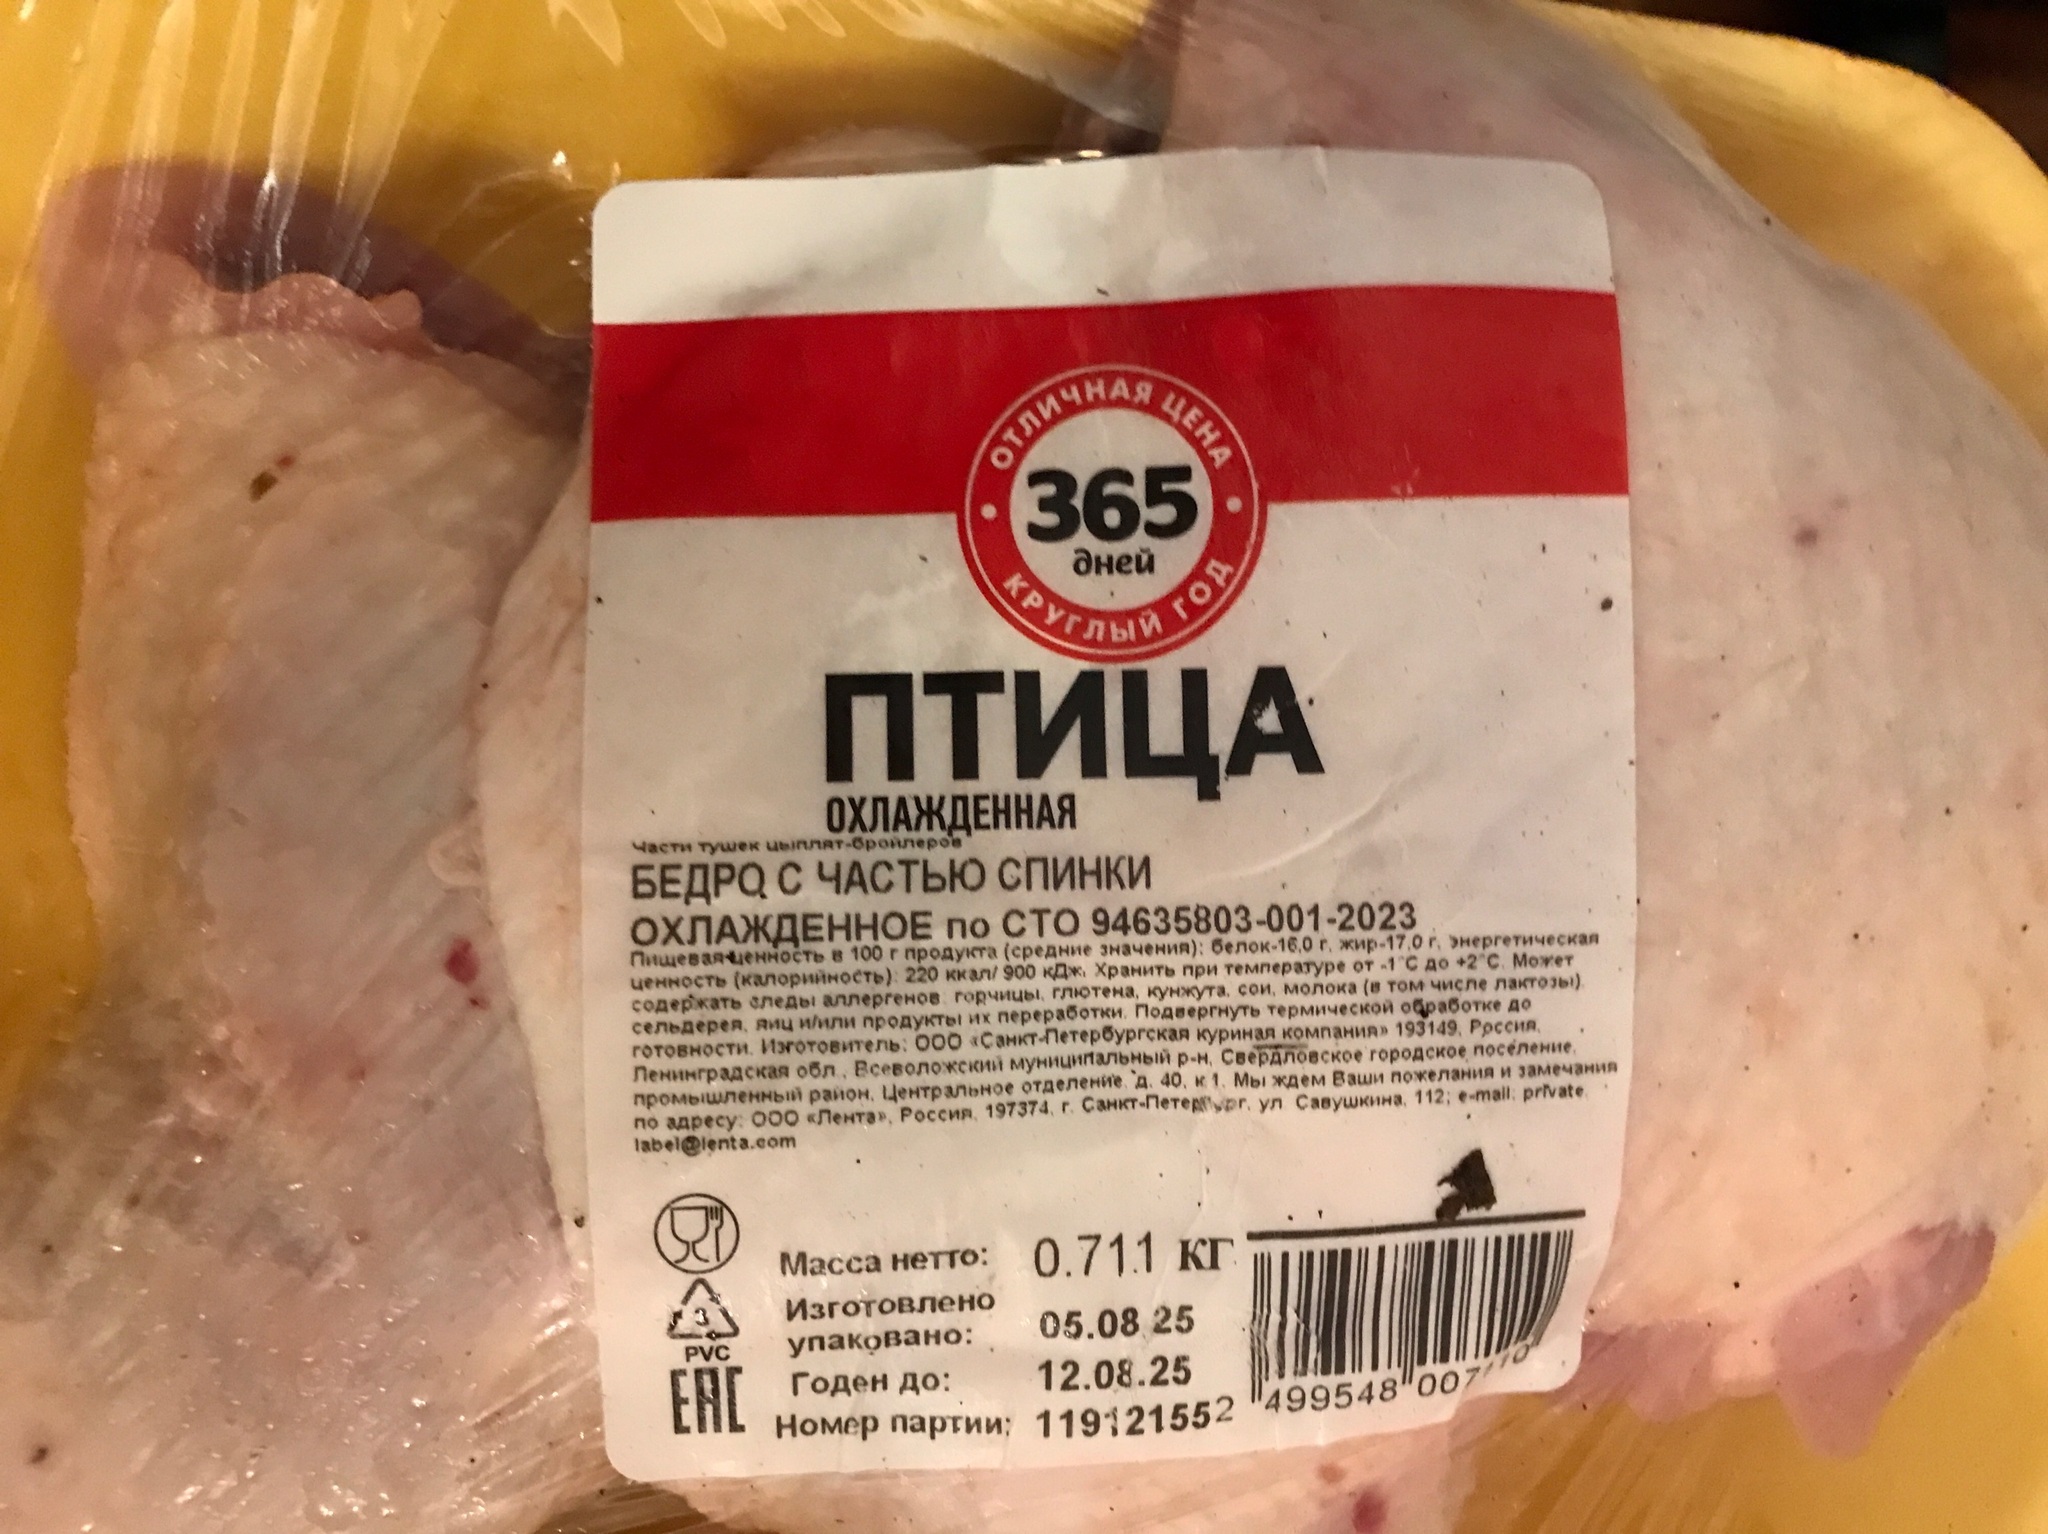 ОТЛИЧНАЯ ЦЕНА
365
дней
КРУГЛЫЙ ГОД
ПТИЦА
ОХЛАЖДЕННАЯ
Части тушек цыплят-бройлеров
БЕДРО С ЧАСТЬЮ СПИНКИ
ОХЛАЖДЕННОЕ по СТО 94635803-001-2023
Пищевая ценность в 100 г продукта (средние значения): белок-16,0 г, жир-17,0 г, энергетическая
ценность (калорийность): 220 ккал/ 900 кДж. Хранить при температуре от -1°С до +2°С. Может
содержать следы аллергенов: горчицы, глютена, кунжута, сои, молока (в том числе лактозы),
сельдерея, яиц и/или продукты их переработки. Подвергнуть термической обработке до
готовности. Изготовитель: ООО «Санкт-Петербургская куриная компания» 193149, Россия,
Ленинградская обл., Всеволожский муниципальный р-н, Свердловское городское поселение,
промышленный район, Центральное отделение, д. 40, к 1. Мы ждем Ваши пожелания и замечания
по адресу: ООО «Лента», Россия, 197374, г. Санкт-Петербург, ул Савушкина, 112; e-mail: private.
label@lenta.com
Масса нетто: 0.711 кг
Изготовлено
упаковано: 05.08.25
Годен до: 12.08.25
Номер партии: 119121552
3
PVC
EAC
499548